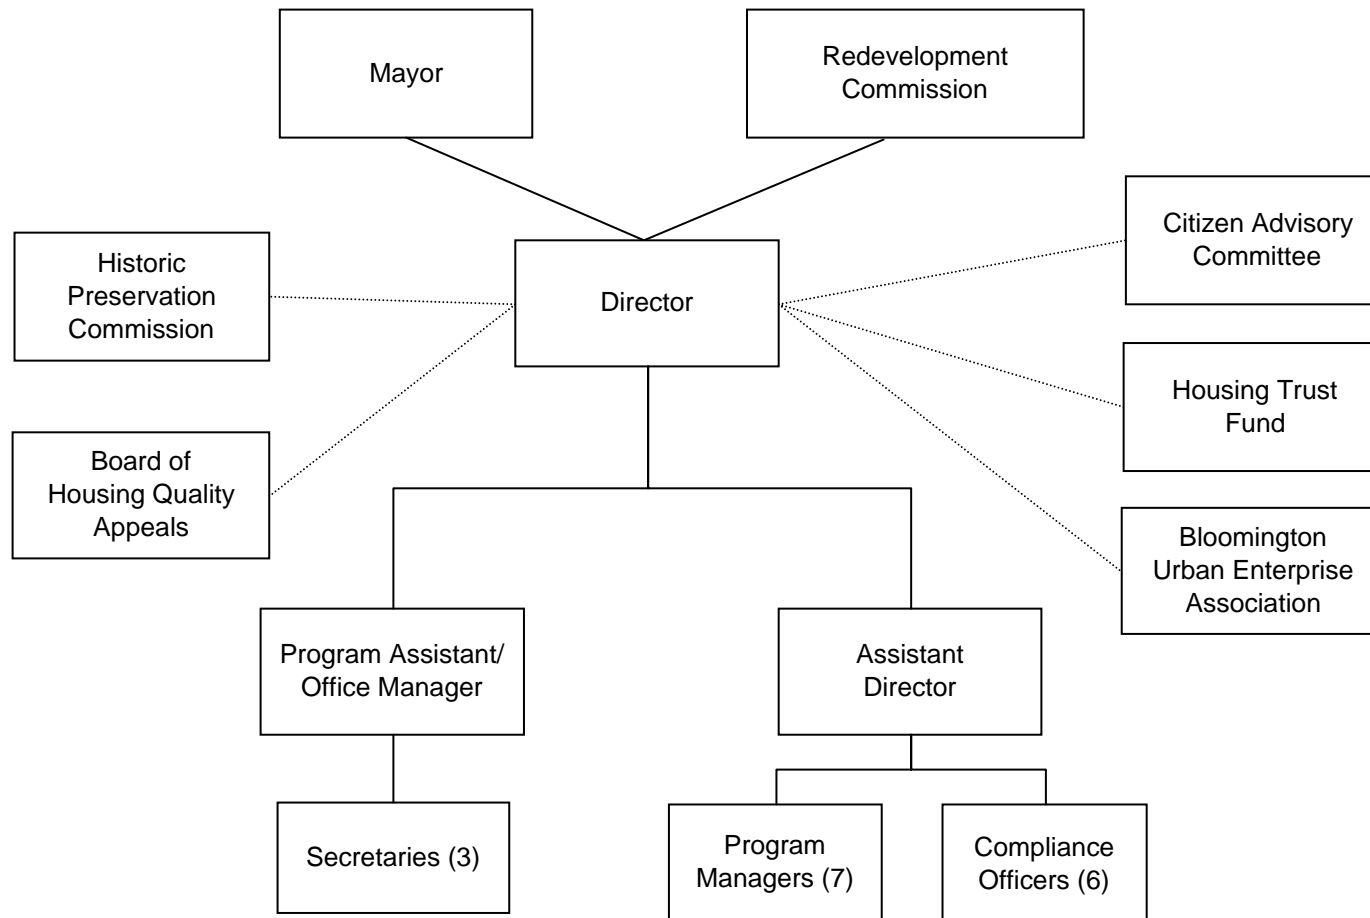 Mayor
Redevelopment
Commission
Citizen Advisory
Committee
Historic
Preservation
Commission
Director
Housing Trust
Fund
Board of
Housing Quality
Appeals
Bloomington
Urban Enterprise
Association
Program Assistant/
Office Manager
Assistant
Director
Secretaries (3)
Program
Managers (7)
Compliance
Officers (6)